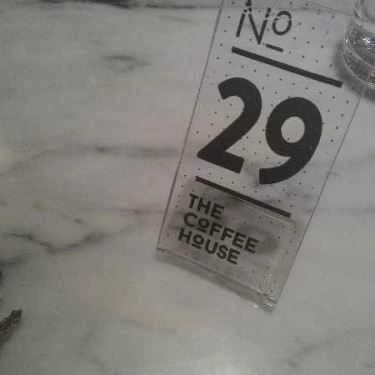 No
29
THE
COFFEE
HOUSE